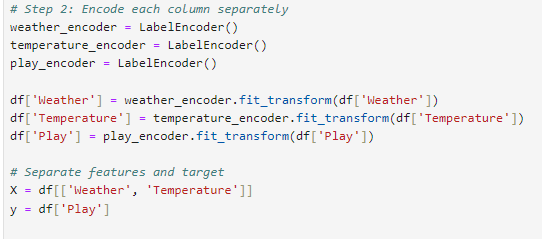 # Step 2: Encode each column separately
weather_encoder = LabelEncoder()
temperature_encoder = LabelEncoder()
play_encoder = LabelEncoder()
df['Weather'] = weather_encoder.fit_transform(df['Weather'])
df['Temperature'] = temperature_encoder.fit_transform(df['Temperature'])
df['Play'] = play_encoder.fit_transform(df['Play'])
# Separate features and target
X = df[['Weather', 'Temperature']]
y = df['Play']